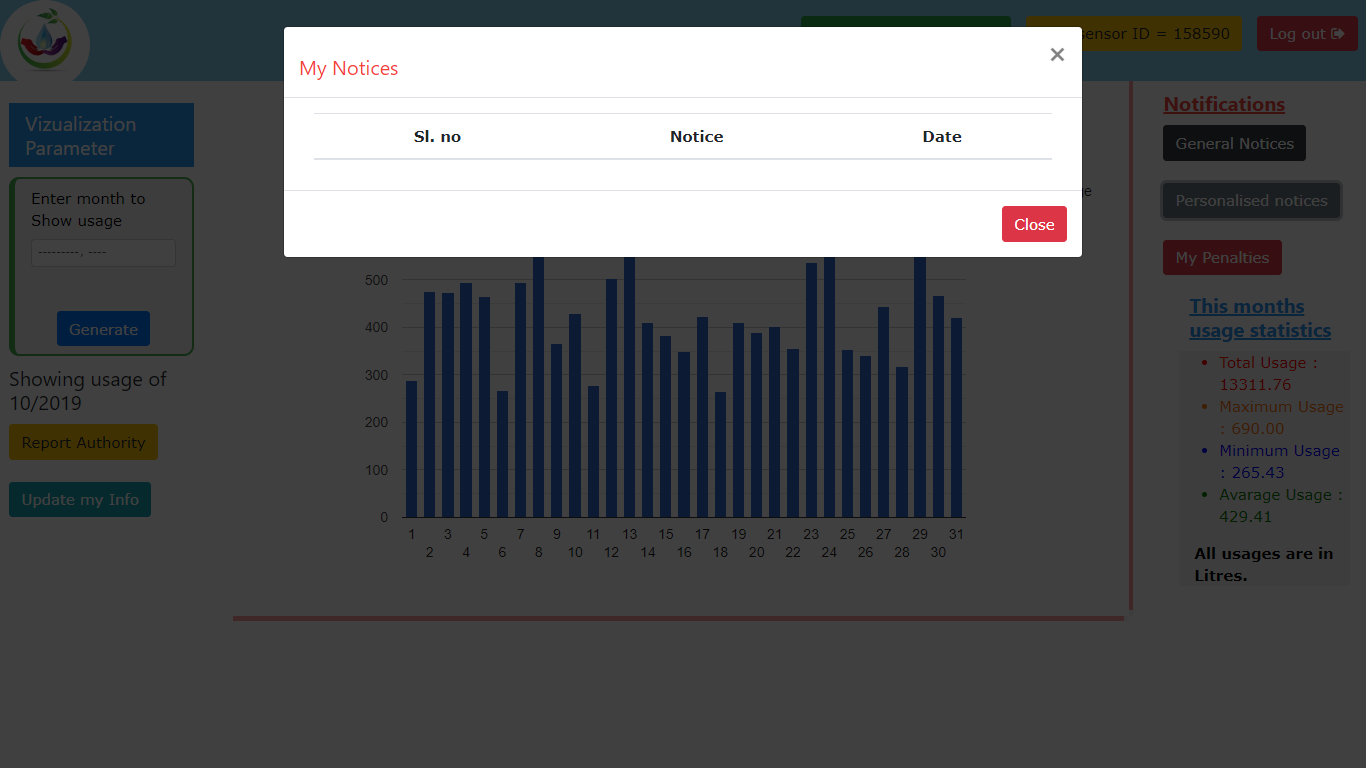 sensor ID = 158590
Log out
×
My Notices
Sl. no Notice Date
Close
Vizualization
Parameter
Enter month to
Show usage
---------, ----
Generate
Showing usage of
10/2019
Report Authority
Update my Info
500
400
300
200
100
0
1 3 5 7 9 11 13 15 17 19 21 23 25 27 29 31
2 4 6 8 10 12 14 16 18 20 22 24 26 28 30
Notifications
General Notices
Personalised notices
My Penalties
This months
usage statistics
Total Usage :
13311.76
Maximum Usage
: 690.00
Minimum Usage
: 265.43
Avarage Usage :
429.41
All usages are in
Litres.